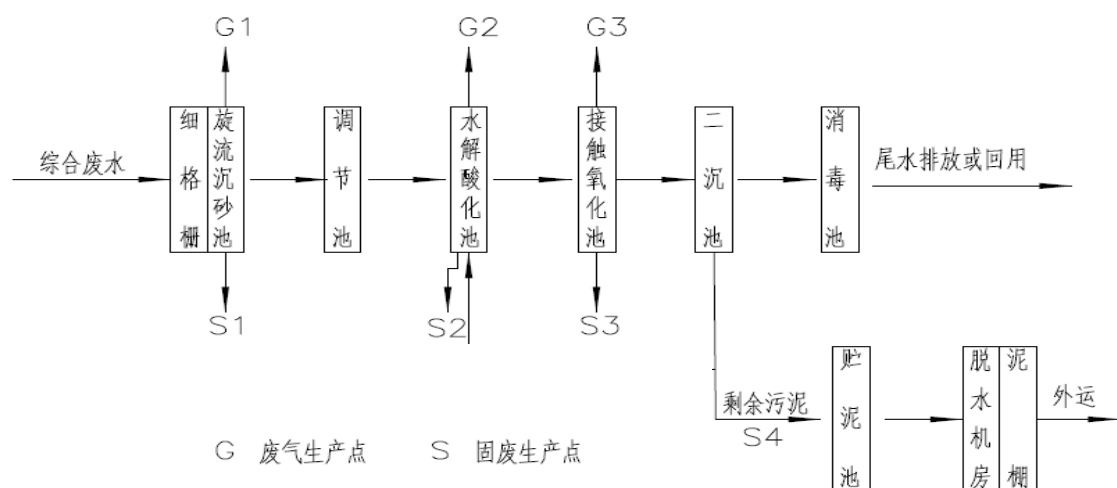 G1
G2
G3
综合废水
细格栅
旋流沉砂池
调节池
水解酸化池
接触氧化池
二沉池
消毒池
尾水排放或回用
S1
S2
S3
剩余污泥
S4
贮泥池
脱水机房
泥棚
外运
G 废气生产点 S 固废生产点